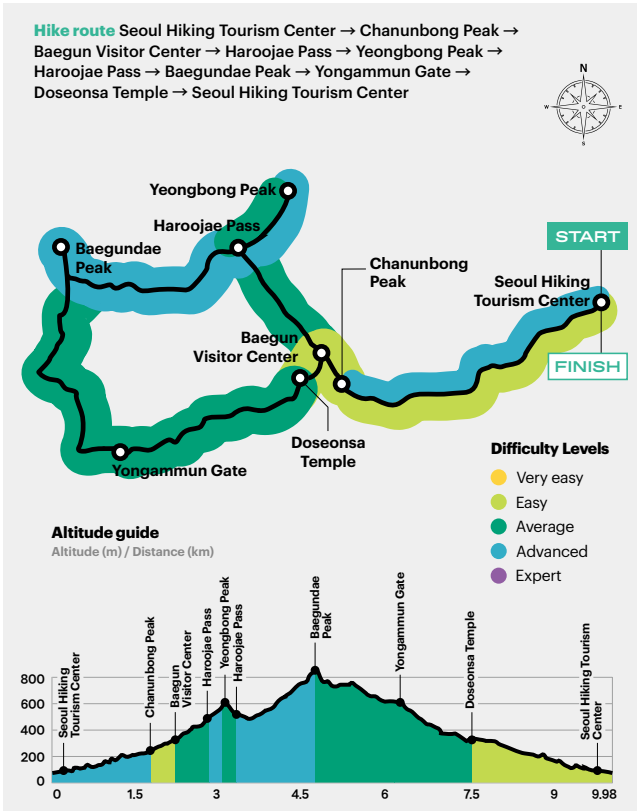 Hike route Seoul Hiking Tourism Center → Chanunbong Peak →
Baegun Visitor Center → Haroojae Pass → Yeongbong Peak →
Haroojae Pass → Baegundae Peak → Yongammun Gate →
Doseonsa Temple → Seoul Hiking Tourism Center
N
W
E
S
Yeongbong Peak
Haroojae Pass
Baegundae
Peak
START
Chanunbong
Peak
Seoul Hiking
Tourism Center
Baegun
Visitor Center
FINISH
Doseonsa
Temple
Yongammun Gate
Difficulty Levels
Very easy
Easy
Average
Advanced
Expert
Altitude guide
Altitude (m) / Distance (km)
Seoul Hiking
Tourism Center
Chanunbong Peak
Baegun
Visitor Center
Haroojae Pass
Yeongbong Peak
Haroojae Pass
Baegundae
Peak
Yongammun Gate
Doseonsa Temple
Seoul Hiking Tourism
Center
800
600
400
200
0
0 1.5 3 4.5 6 7.5 9 9.98